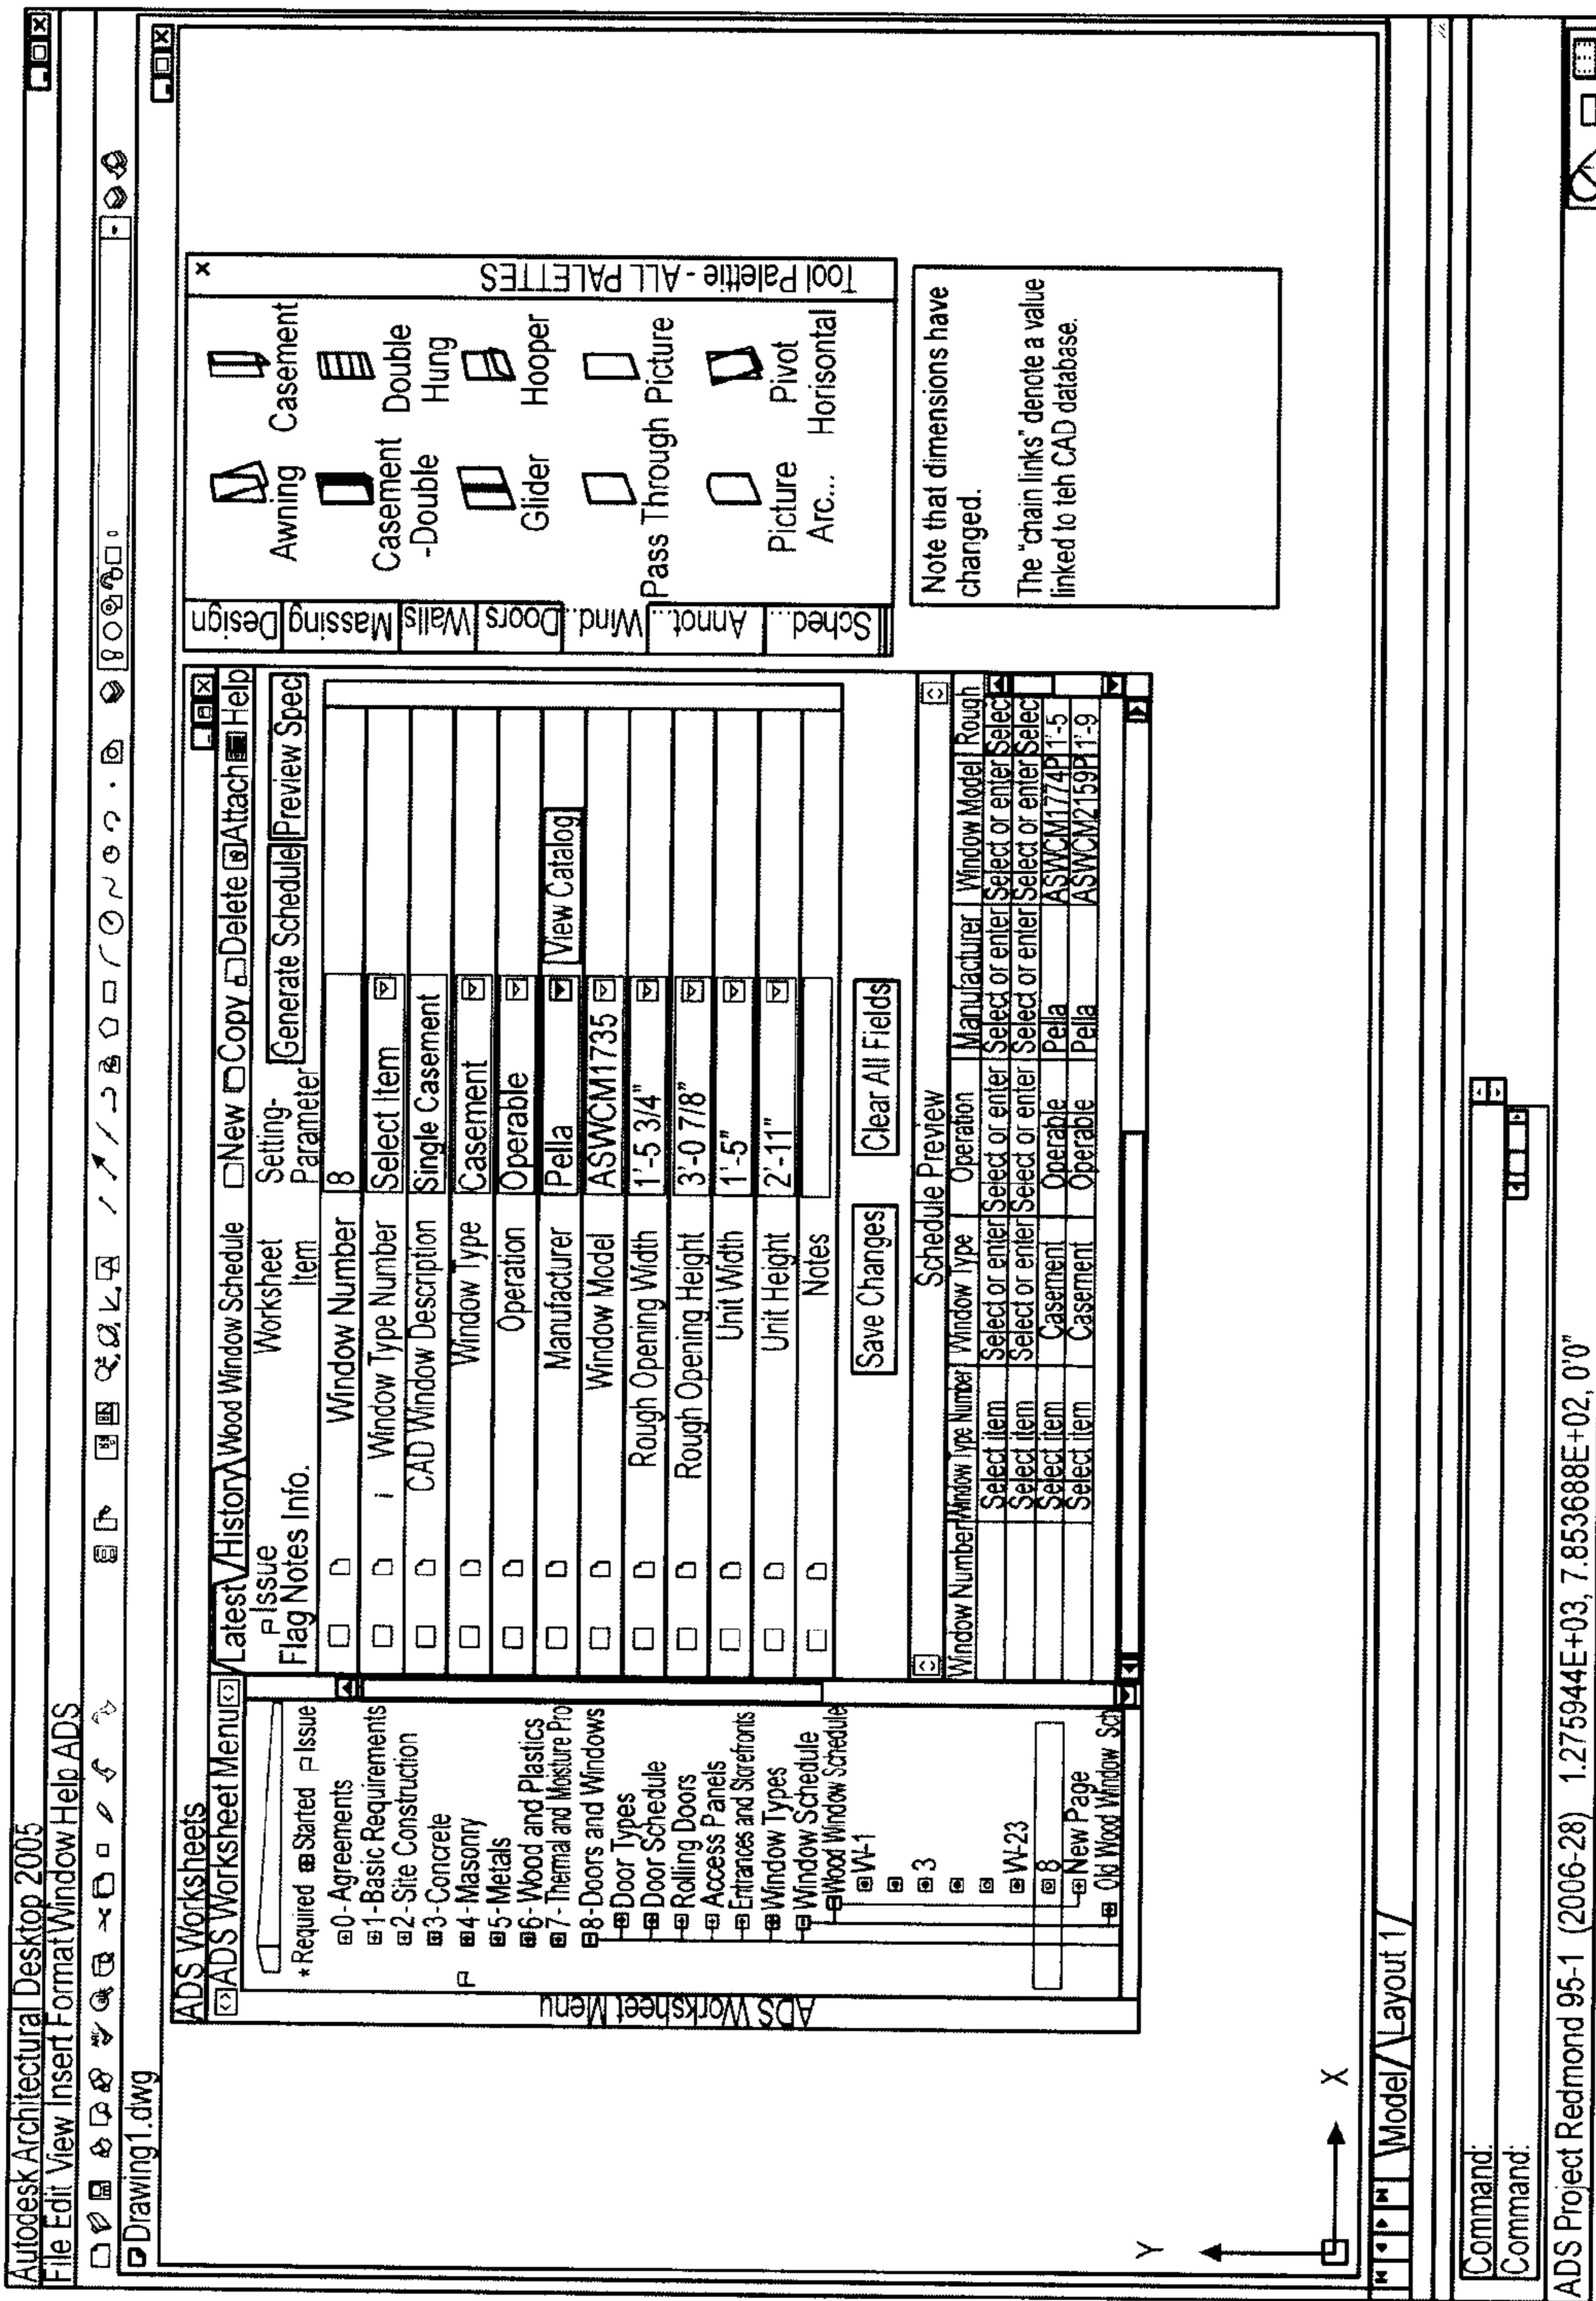 Autodesk Architectural Desktop 2005
File Edit View Insert Format Window Help ADS
Drawing1.dwg
ADS Worksheets
ADS Worksheet Menu
*Required Started Issue
0-Agreements
1-Basic Requirements
2-Site Construction
3-Concrete
4-Masonry
5-Metals
6-Wood and Plastics
7-Thermal and Moisture Pro
8-Doors and Windows
Door Types
Door Schedule
Rolling Doors
Access Panels
Entrances and Storefronts
Window Types
Window Schedule
Wood Window Schedule
W-1
3
W-23
8
New Page
Old Wood Window Sch
ADS Worksheet Menu
Latest History Wood Window Schedule New Copy Delete Attach Help
Issue Worksheet Setting-
Flag Notes Info. Item Parameter Generate Schedule Preview Spec
Window Number 8
i Window Type Number Select Item
CAD Window Description Single Casement
Window Type Casement
Operation Operable
Manufacturer Pella View Catalog
Window Model ASWCM1735
Rough Opening Width 1'-5 3/4"
Rough Opening Height 3'-0 7/8"
Unit Width 1'-5"
Unit Height 2'-11"
Notes
Save Changes Clear All Fields
Schedule Preview
Window Number Window Type Number Window Type Operation Manufacturer Window Model Rough
Select item Select or enter Select or enter Select or enter Select or enter Selec
Select item Select or enter Select or enter Select or enter Select or enter Selec
Select item Casement Operable Pella ASWCM1774P 1'-5
Select item Casement Operable Pella ASWCM2159P 1'-9
Design
Massing
Walls
Doors
Wind...
Annot...
Sched...
Awning Casement
Casement -Double Double Hung
Glider Hooper
Pass Through Picture
Picture Arc... Pivot Horisontal
Tool Palettie - ALL PALETTES
Note that dimensions have
changed.
The "chain links" denote a value
linked to teh CAD database.
Y
X
Model Layout 1
Command:
Command:
ADS Project Redmond 95-1 (2006-28) 1.275944E+03, 7.853688E+02, 0'0"